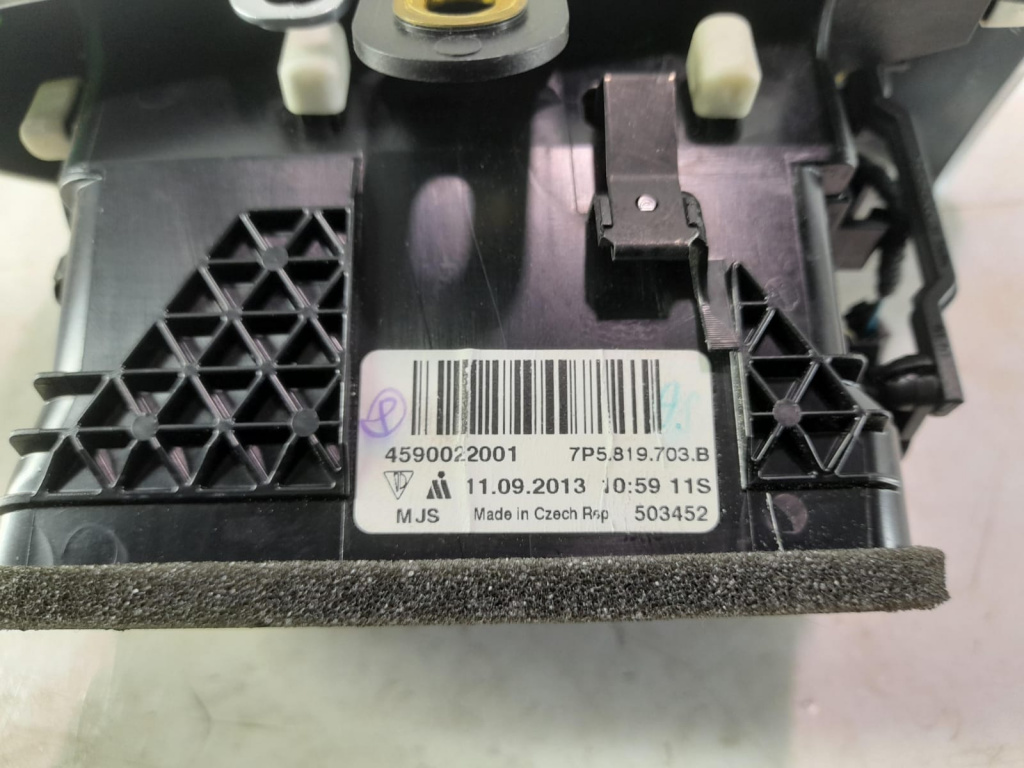 4590022001 7P5.819.703.B
11.09.2013 10:59 11S
MJS Made in Czech Rep 503452